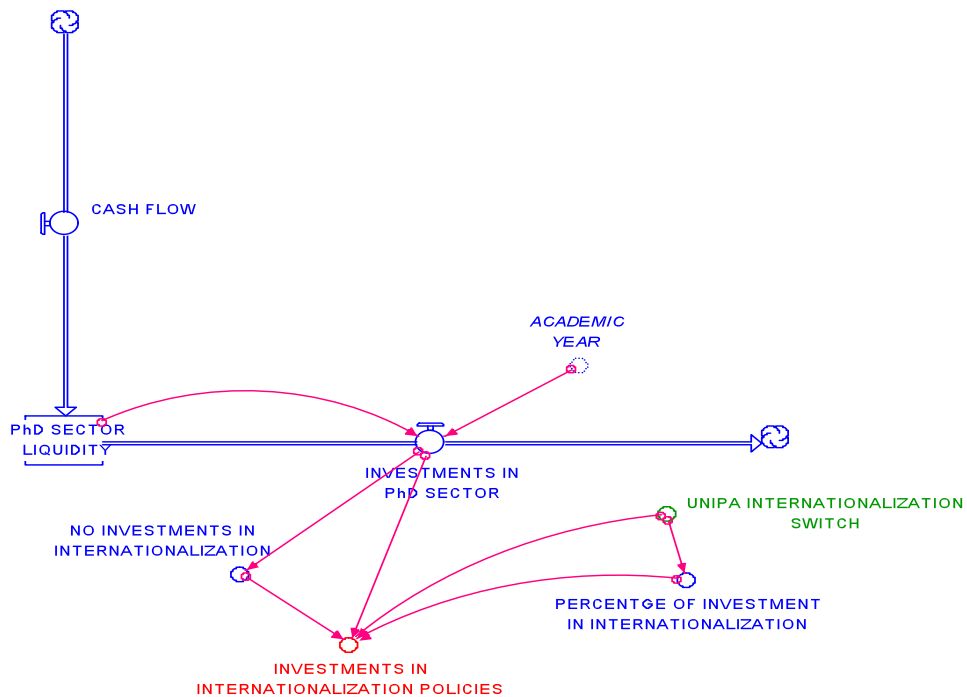 CASH FLOW
ACADEMIC
YEAR
PhD SECTOR
LIQUIDITY
INVESTMENTS IN
PhD SECTOR
UNIPA INTERNATIONALIZATION
SWITCH
NO INVESTMENTS IN
INTERNATIONALIZATION
PERCENTGE OF INVESTMENT
IN INTERNATIONALIZATION
INVESTMENTS IN
INTERNATIONALIZATION POLICIES